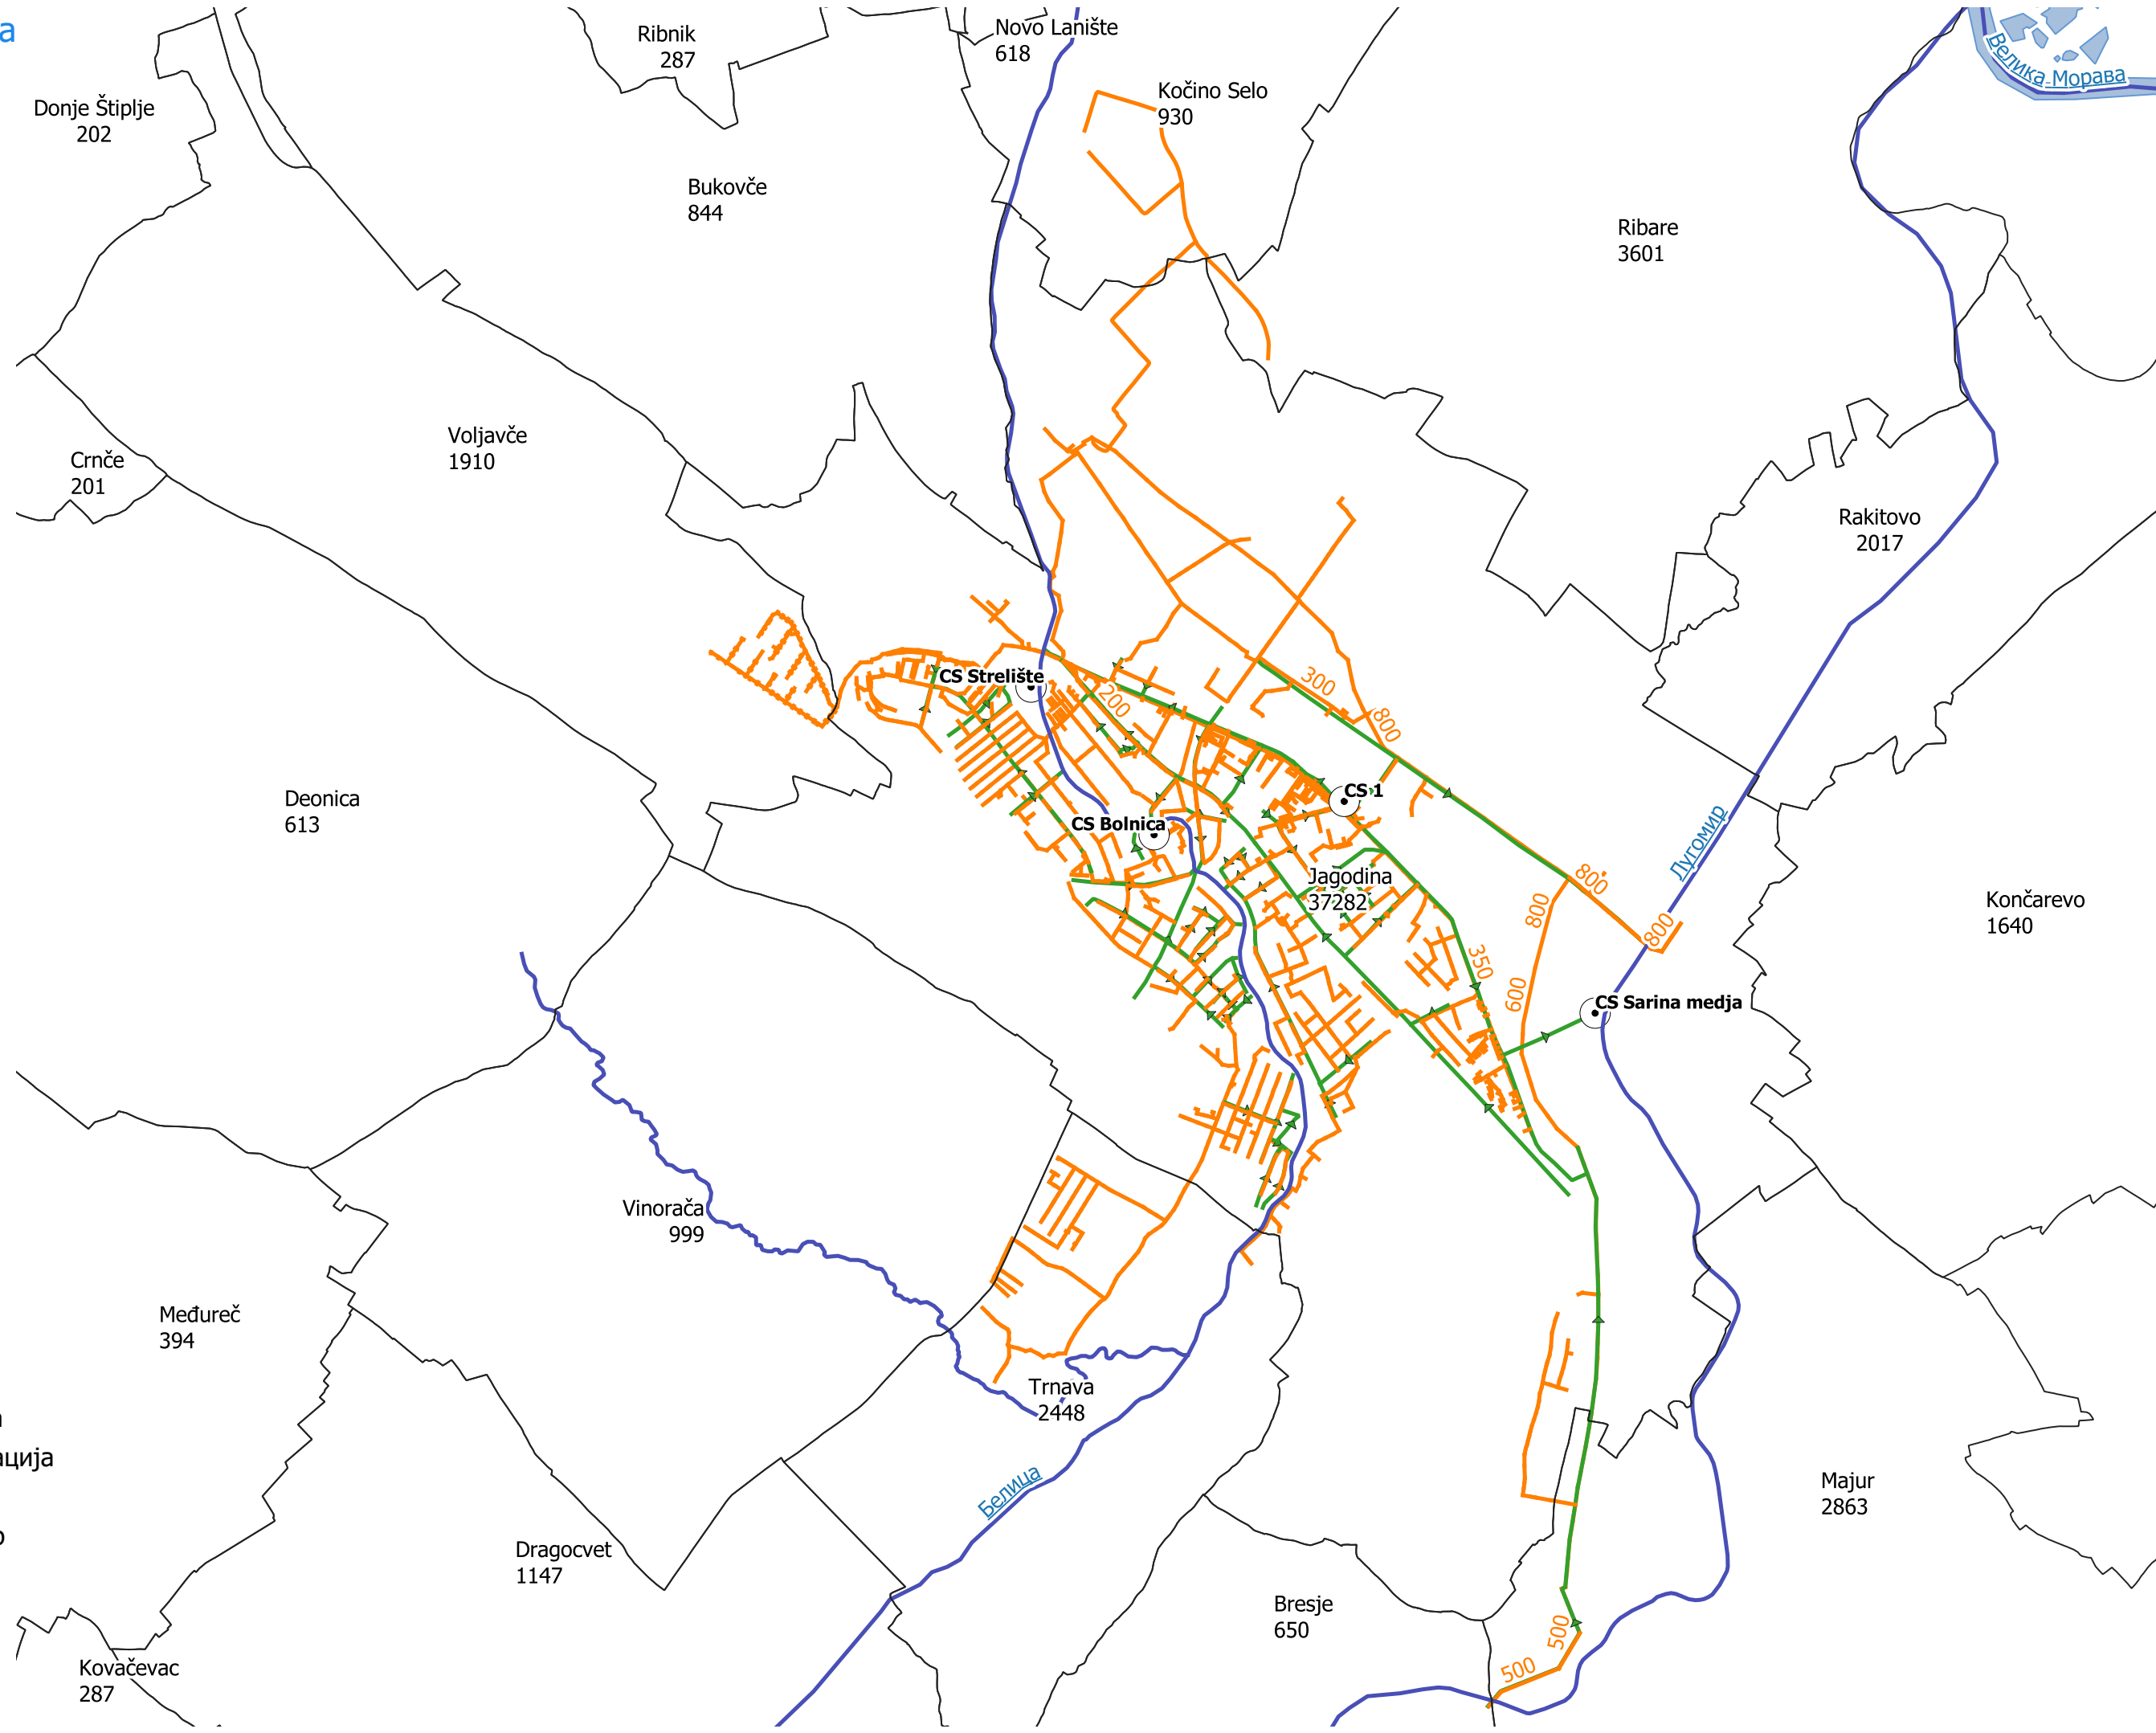 a
Ribnik
287
Novo Lanište
618
Велика Морава
Kočino Selo
930
Donje Štiplje
202
Bukovče
844
Ribare
3601
Voljavče
1910
Crnče
201
Rakitovo
2017
CS Strelište
200
300
800
Deonica
613
CS 1
CS Bolnica
Лугомир
Jagodina
37282
800
800
800
Končarevo
1640
350
600
CS Sarina medja
Vinorača
999
Međureč
394
Trnava
2448
ација
Белица
Majur
2863
Dragocvet
1147
Bresje
650
500
500
Kovačevac
287